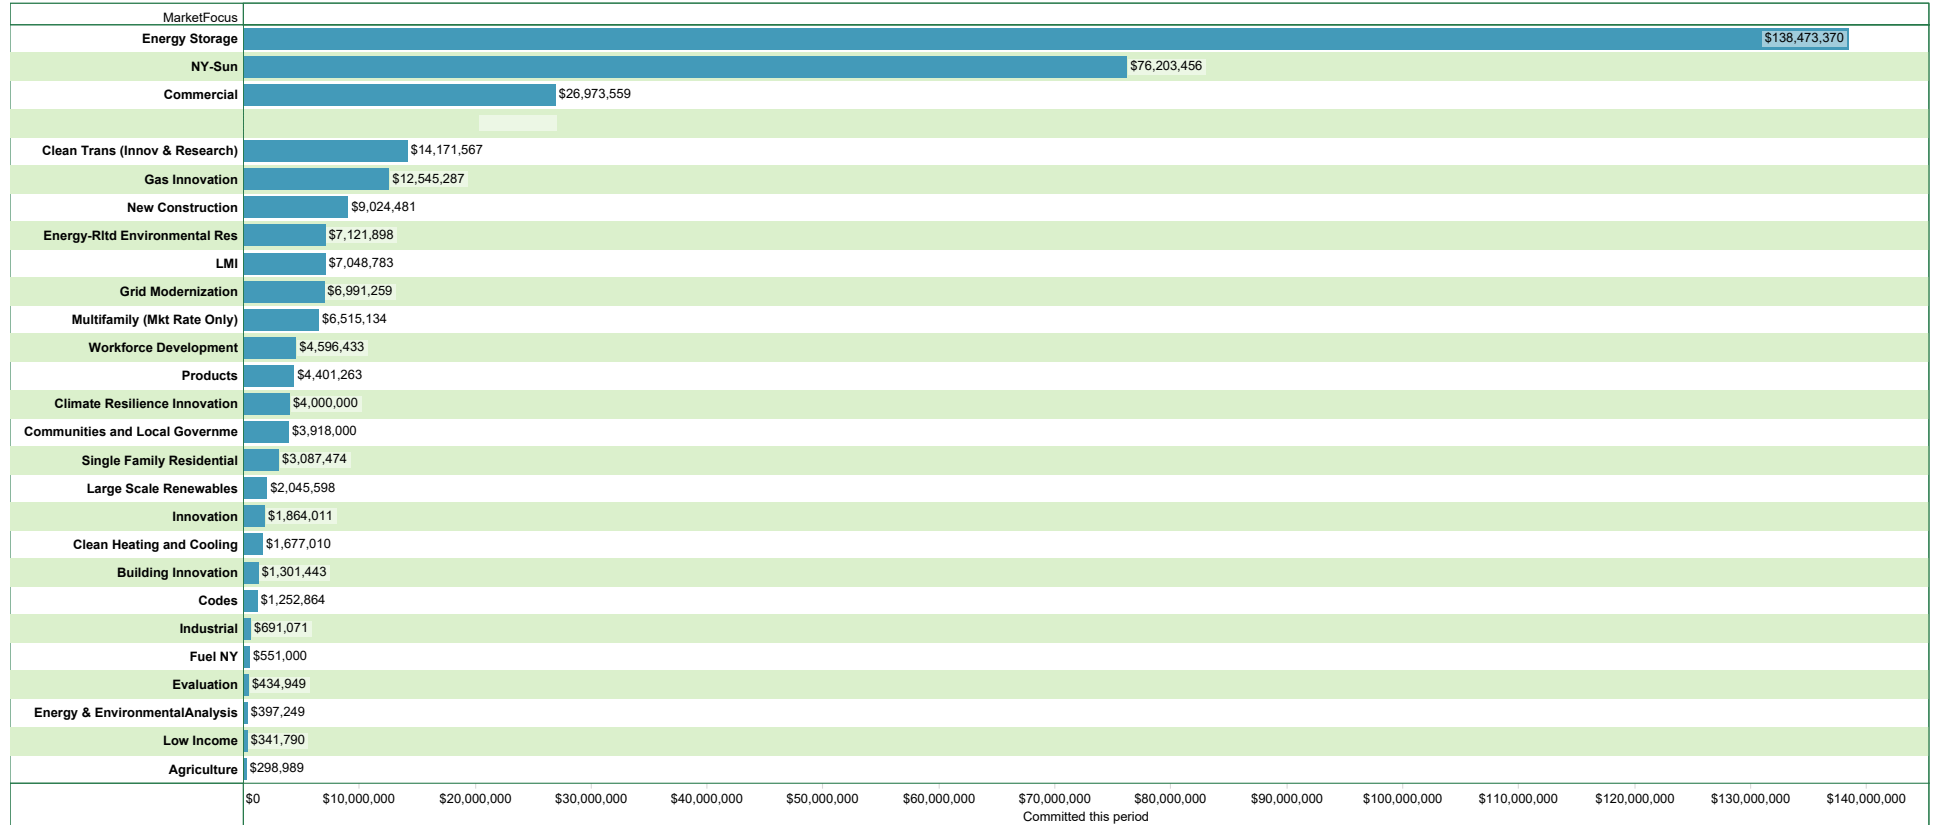 MarketFocus
Energy Storage $138,473,370
NY-Sun $76,203,456
Commercial $26,973,559
Clean Trans (Innov & Research) $14,171,567
Gas Innovation $12,545,287
New Construction $9,024,481
Energy-Rltd Environmental Res $7,121,898
LMI $7,048,783
Grid Modernization $6,991,259
Multifamily (Mkt Rate Only) $6,515,134
Workforce Development $4,596,433
Products $4,401,263
Climate Resilience Innovation $4,000,000
Communities and Local Governme $3,918,000
Single Family Residential $3,087,474
Large Scale Renewables $2,045,598
Innovation $1,864,011
Clean Heating and Cooling $1,677,010
Building Innovation $1,301,443
Codes $1,252,864
Industrial $691,071
Fuel NY $551,000
Evaluation $434,949
Energy & EnvironmentalAnalysis $397,249
Low Income $341,790
Agriculture $298,989
$0 $10,000,000 $20,000,000 $30,000,000 $40,000,000 $50,000,000 $60,000,000 $70,000,000 $80,000,000 $90,000,000 $100,000,000 $110,000,000 $120,000,000 $130,000,000 $140,000,000
Committed this period